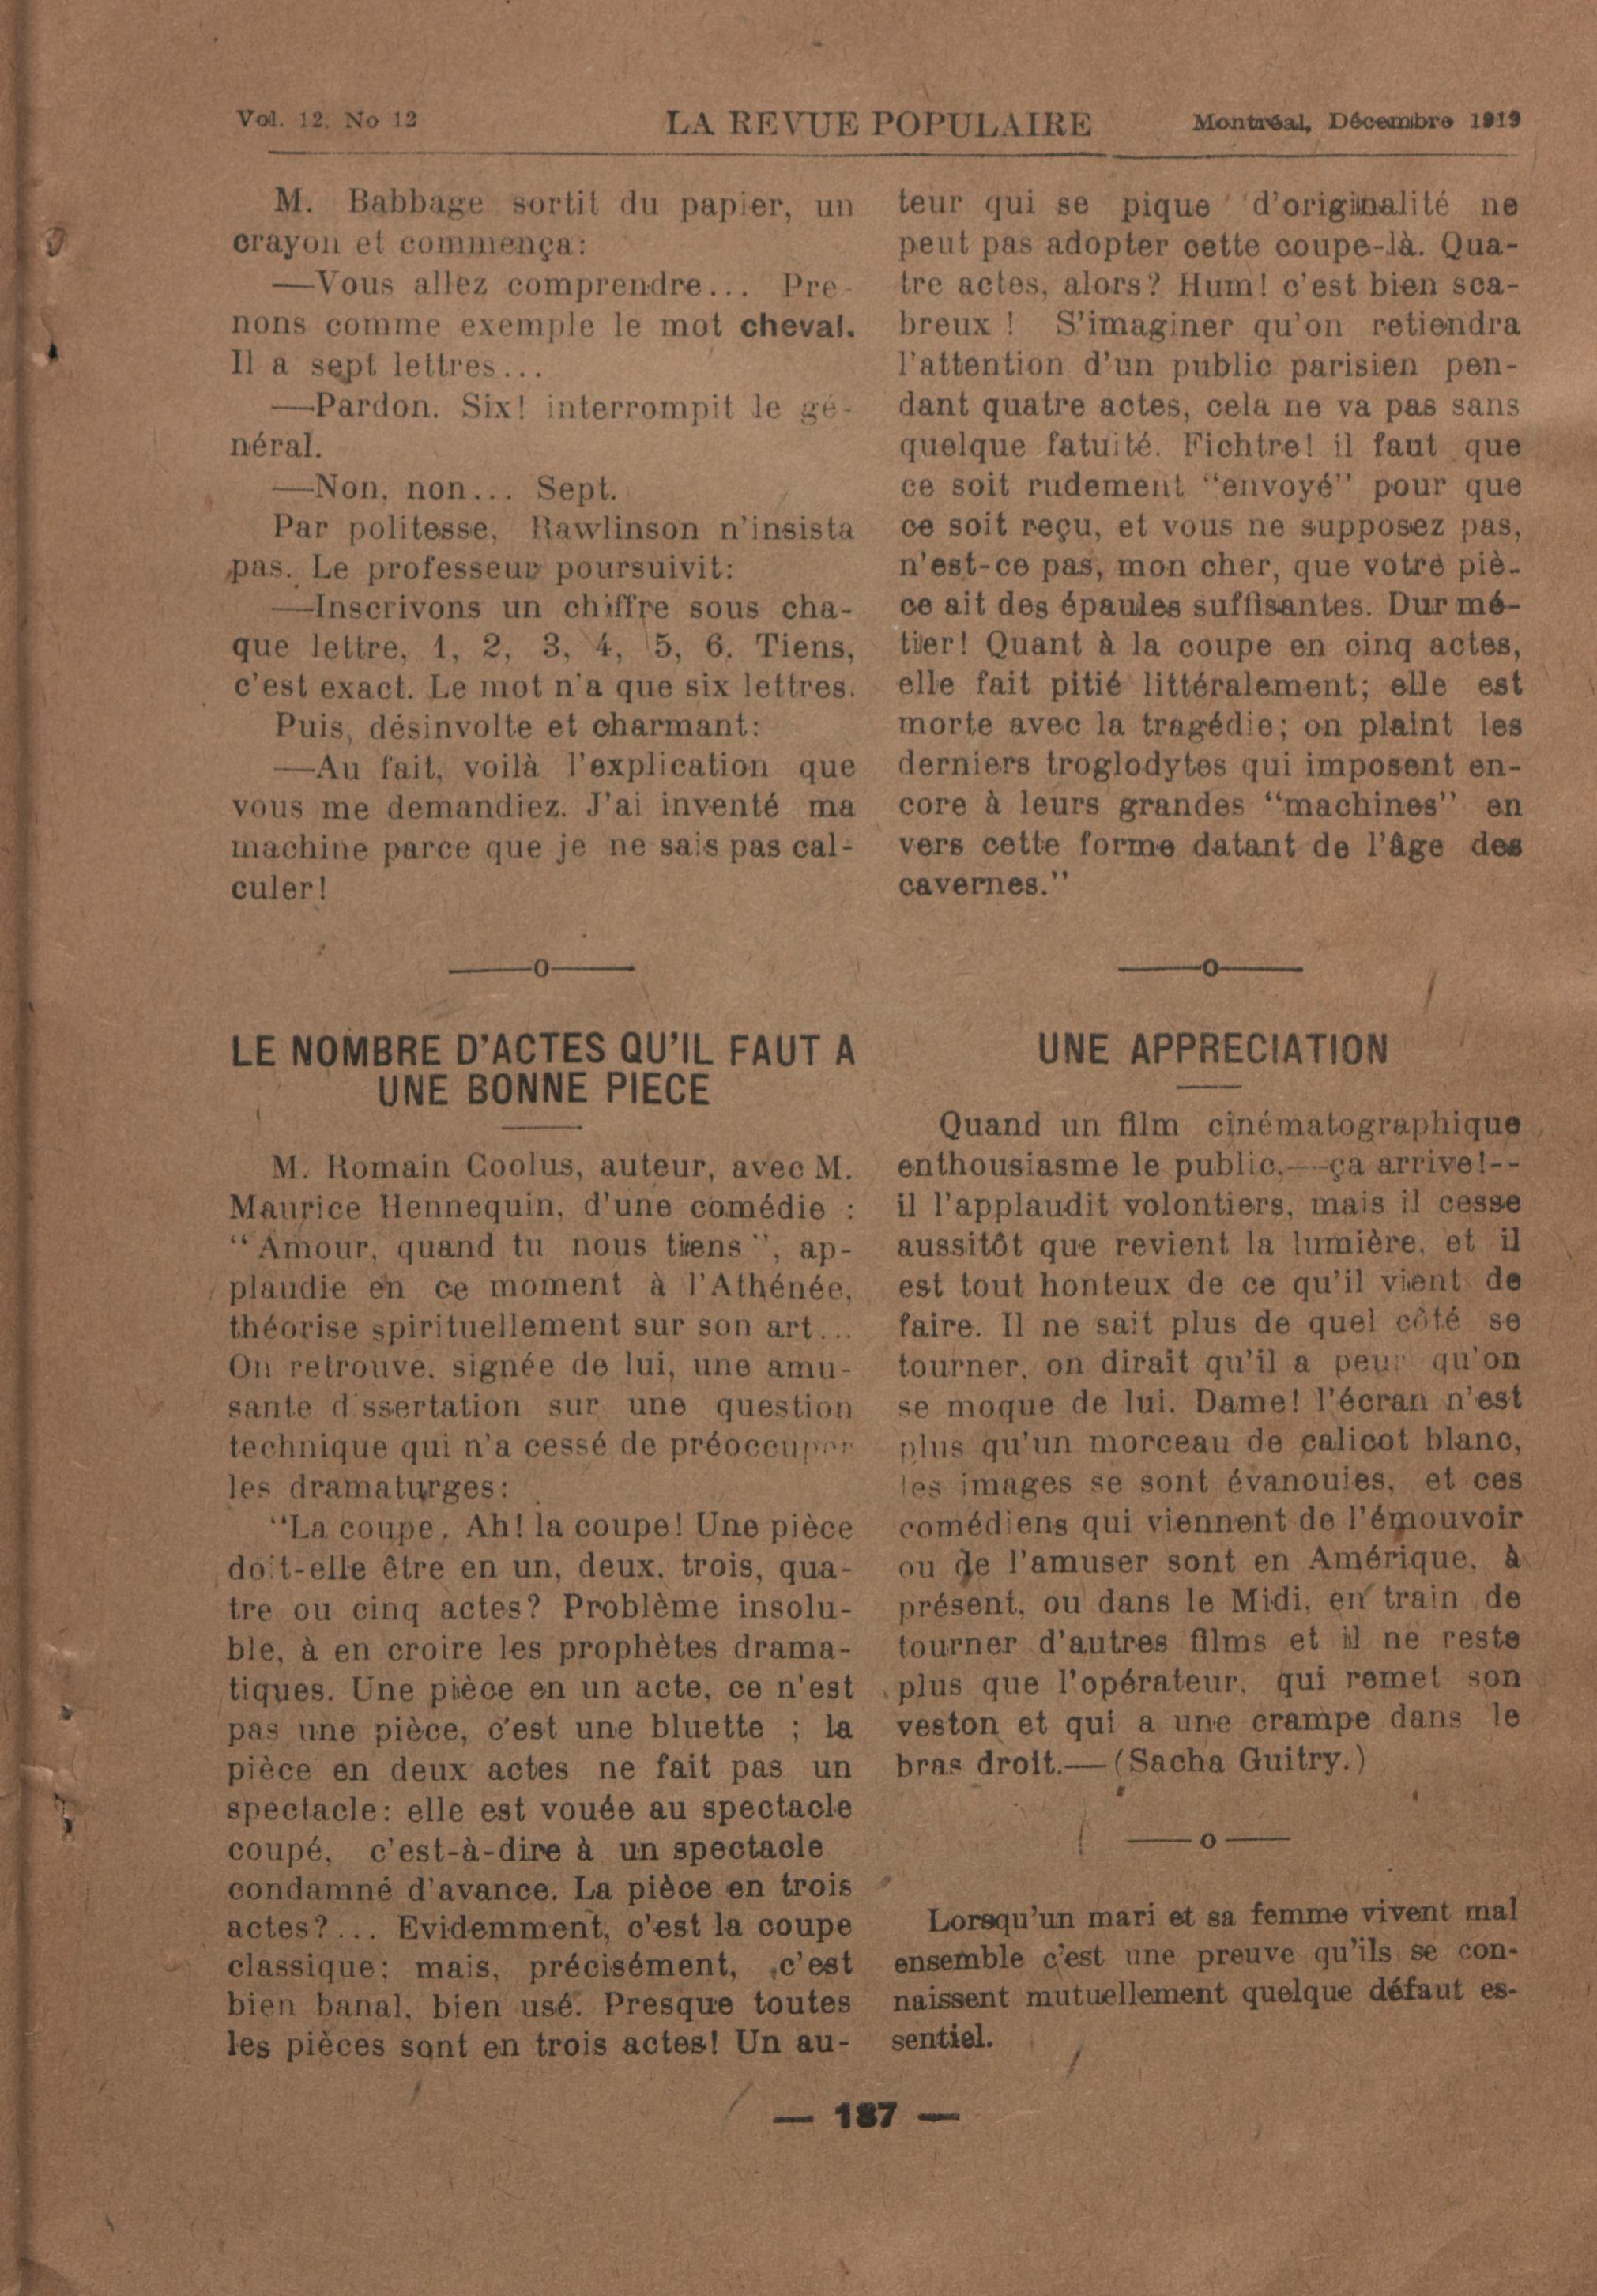 Vol. 12, No 12
LA REVUE POPULAIRE
Montréal, Décembre 1919
M. Babbage sortit du papier, un
crayon et commença:
—Vous allez comprendre... Pre-
nons comme exemple le mot cheval.
Il a sept lettres...
—Pardon. Six! interrompit le gé-
néral.
—Non, non... Sept.
Par politesse, Rawlinson n'insista
pas. Le professeur poursuivit:
—Inscrivons un chiffre sous cha-
que lettre, 1, 2, 3, 4, 5, 6. Tiens,
c'est exact. Le mot n'a que six lettres.
Puis, désinvolte et charmant:
—Au fait, voilà l'explication que
vous me demandiez. J'ai inventé ma
machine parce que je ne sais pas cal-
culer!
——o——
LE NOMBRE D'ACTES QU'IL FAUT A
UNE BONNE PIECE
M. Romain Coolus, auteur, avec M.
Maurice Hennequin, d'une comédie :
"Amour, quand tu nous tiens", ap-
plaudie en ce moment à l'Athénée,
théorise spirituellement sur son art...
On retrouve, signée de lui, une amu-
sante dissertation sur une question
technique qui n'a cessé de préoccuper
les dramaturges:
"La coupe. Ah! la coupe! Une pièce
doit-elle être en un, deux, trois, qua-
tre ou cinq actes? Problème insolu-
ble, à en croire les prophètes drama-
tiques. Une pièce en un acte, ce n'est
pas une pièce, c'est une bluette ; la
pièce en deux actes ne fait pas un
spectacle: elle est vouée au spectacle
coupé, c'est-à-dire à un spectacle
condamné d'avance. La pièce en trois
actes?... Evidemment, c'est la coupe
classique; mais, précisément, c'est
bien banal, bien usé. Presque toutes
les pièces sont en trois actes! Un au-
teur qui se pique d'originalité ne
peut pas adopter cette coupe-là. Qua-
tre actes, alors? Hum! c'est bien sca-
breux ! S'imaginer qu'on retiendra
l'attention d'un public parisien pen-
dant quatre actes, cela ne va pas sans
quelque fatuité. Fichtre! il faut que
ce soit rudement "envoyé" pour que
ce soit reçu, et vous ne supposez pas,
n'est-ce pas, mon cher, que votre piè-
ce ait des épaules suffisantes. Dur mé-
tier! Quant à la coupe en cinq actes,
elle fait pitié littéralement; elle est
morte avec la tragédie; on plaint les
derniers troglodytes qui imposent en-
core à leurs grandes "machines" en
vers cette forme datant de l'âge des
cavernes."
——o——
UNE APPRECIATION
Quand un film cinématographique
enthousiasme le public,—ça arrive!--
il l'applaudit volontiers, mais il cesse
aussitôt que revient la lumière, et il
est tout honteux de ce qu'il vient de
faire. Il ne sait plus de quel côté se
tourner, on dirait qu'il a peur qu'on
se moque de lui. Dame! l'écran n'est
plus qu'un morceau de calicot blanc,
les images se sont évanouies, et ces
comédiens qui viennent de l'émouvoir
ou de l'amuser sont en Amérique, à
présent, ou dans le Midi, en train de
tourner d'autres films et il ne reste
plus que l'opérateur, qui remet son
veston et qui a une crampe dans le
bras droit.—(Sacha Guitry.)
——o——
Lorsqu'un mari et sa femme vivent mal
ensemble c'est une preuve qu'ils se con-
naissent mutuellement quelque défaut es-
sentiel.
— 187 —